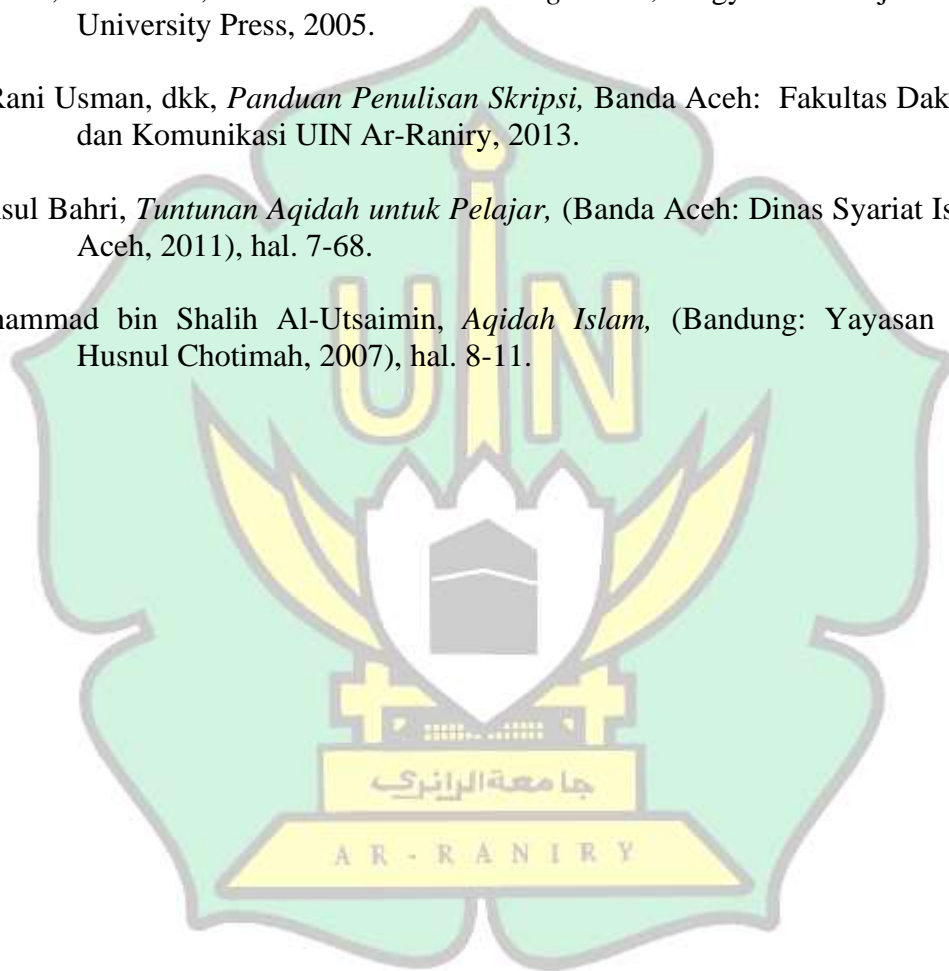 University Press, 2005.
Rani Usman, dkk, Panduan Penulisan Skripsi, Banda Aceh: Fakultas Dak
dan Komunikasi UIN Ar-Raniry, 2013.
sul Bahri, Tuntunan Aqidah untuk Pelajar, (Banda Aceh: Dinas Syariat Is
Aceh, 2011), hal. 7-68.
ammad bin Shalih Al-Utsaimin, Aqidah Islam, (Bandung: Yayasan
Husnul Chotimah, 2007), hal. 8-11.
UIN
جامعة الرانري
AR-RANIRY